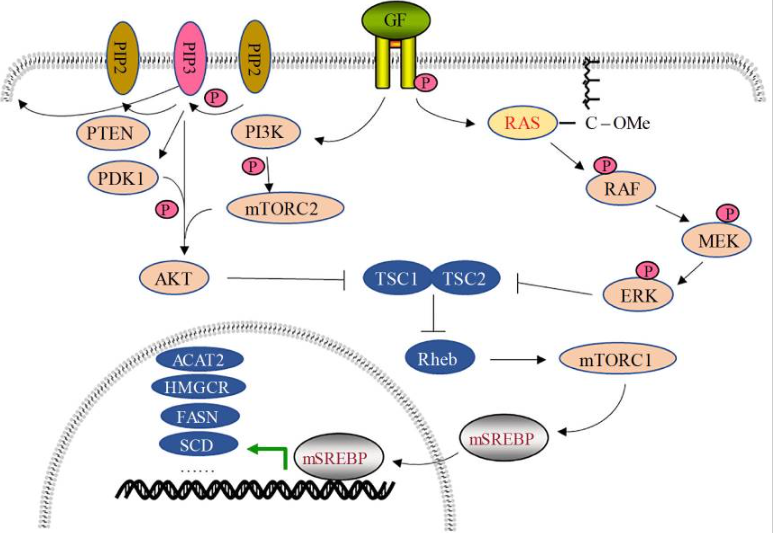 GF
PIP2
PIP3
PIP2
P
P
PTEN
PI3K
RAS
C-OMe
P
P
PDK1
RAF
P
mTORC2
P
MEK
P
AKT
TSC1
TSC2
ERK
ACAT2
Rheb
mTORC1
HMGCR
FASN
SCD
mSREBP
mSREBP
......